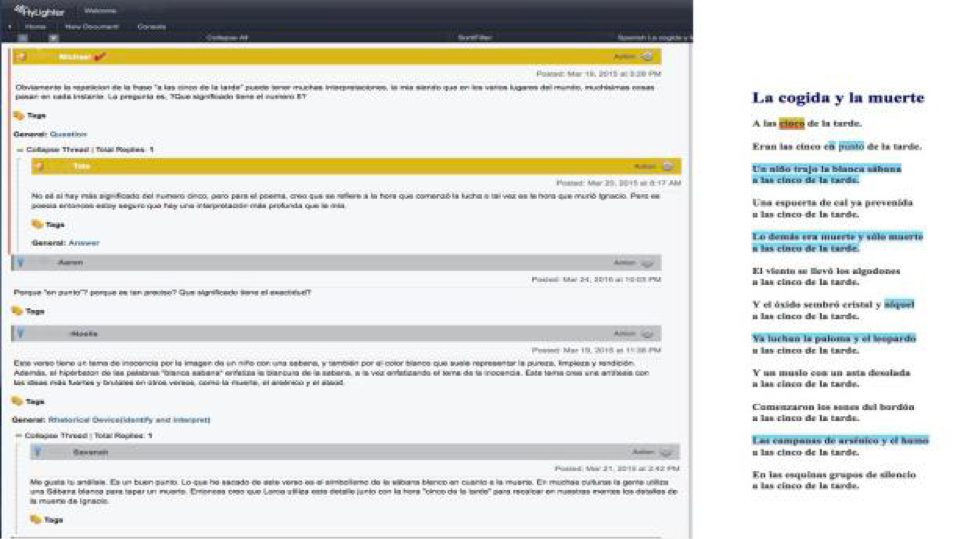 HyLighter Welcome
Home New Document Console
Collapse All Sort/Filter Spanish La cogida y l
Michael Action
Posted: Mar 19, 2015 at 3:28 PM
Obviamente la repeticion de la frase "a las cinco de la tarde" puede tener muchas interpretaciones, la mia siendo que en los varios lugares del mundo, muchisimas cosas
pasan en cada instante. La pregunta es, ?Que significado tiene el numero 5?
Tags
General: Question
Collapse Thread | Total Replies: 1
Action
Posted: Mar 20, 2015 at 8:17 AM
No sé si hay más significado del numero cinco, pero para el poema, creo que se refiere a la hora que comenzó la lucha o tal vez es la hora que murió Ignacio. Pero es
poesía entonces estoy seguro que hay una interpretación más profunda que la mía.
Tags
General: Answer
Aaron Action
Posted: Mar 24, 2015 at 10:03 PM
Porque "en punto"? porque es tan preciso? Que significado tiene el exactidud?
Tags
Noelle Action
Posted: Mar 19, 2015 at 11:36 PM
Este verso tiene un tema de inocencia por la imagen de un niño con una sabana, y también por el color blanco que suele representar la pureza, limpieza y rendición.
Además, el hipérbaton de las palabras "blanca sabana" enfatiza la blancura de la sabana, a la vez enfatizando el tema de la inocencia. Este tema crea una antítesis con
las ideas más fuertes y brutales en otros versos, como la muerte, el arsénico y el
Tags
General: Rhetorical Device(identify and interpret)
Collapse Thread | Total Replies: 1
Savanah Action
Posted: Mar 21, 2015 at 2:42 PM
Me gusta tu análisis. Es un buen punto. Lo que he sacado de este verso es el simbolismo de la sábana blanca en cuanto a la muerte. En muchas culturas la gente utiliza
una Sábana blanca para tapar un muerto. Entonces creo que Lorca utiliza este detalle junto con la hora "cinco de la tarde" para recalcar en nuestras mentes los detalles de
la muerte de Ignacio.
Tags
La cogida y la muerte
A las cinco de la tarde.
Eran las cinco en punto de la tarde.
Un niño trajo la blanca sábana
a las cinco de la tarde.
Una espuerta de cal ya prevenida
a las cinco de la tarde.
Lo demás era muerte y sólo muerte
a las cinco de la tarde.
El viento se llevó los algodones
a las cinco de la tarde.
Y el óxido sembró cristal y níquel
a las cinco de la tarde.
Ya luchan la paloma y el leopardo
a las cinco de la tarde.
Y un muslo con un asta desolada
a las cinco de la tarde.
Comenzaron los sones del bordón
a las cinco de la tarde.
Las campanas de arsénico y el humo
a las cinco de la tarde.
En las esquinas grupos de silencio
a las cinco de la tarde.